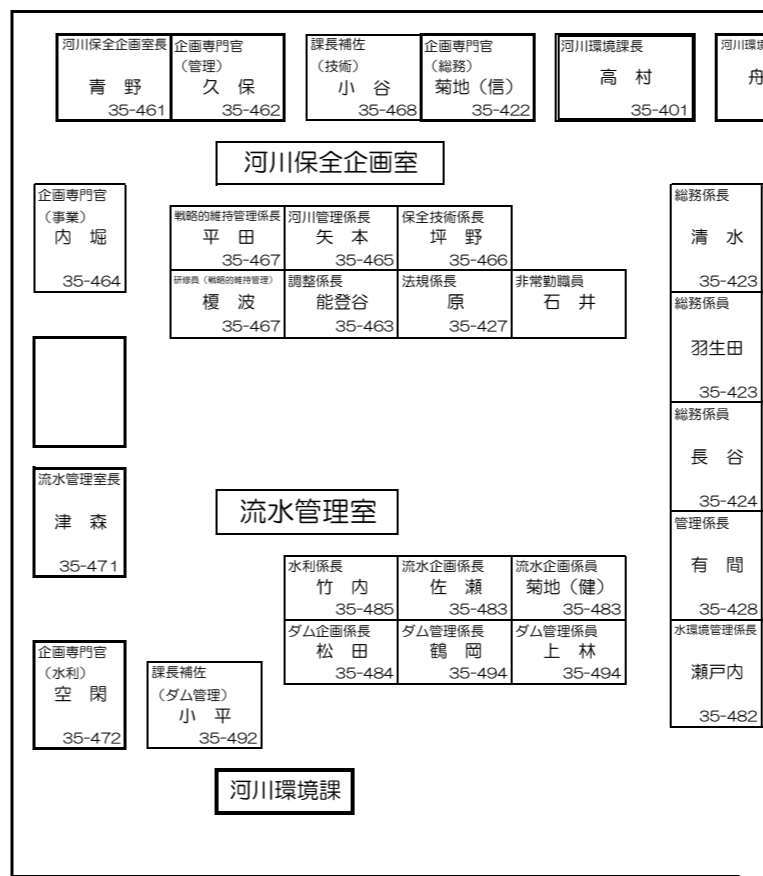 河川保全企画室長
青 野
35-461
企画専門官
(管理)
久 保
35-462
課長補佐
(技術)
小 谷
35-468
企画専門官
(総務)
菊地(信)
35-422
河川環境課長
高 村
35-401
河川環境
舟
河川保全企画室
企画専門官
(事業)
内 堀
35-464
戦略的維持管理係長
平 田
35-467
河川管理係長
矢 本
35-465
保全技術係長
坪 野
35-466
研修員(戦略的維持管理)
榎 波
35-467
調整係長
能登谷
35-463
法規係長
原
35-427
非常勤職員
石 井
総務係長
清 水
35-423
総務係員
羽生田
35-423
総務係員
長 谷
35-424
管理係長
有 間
35-428
水環境管理係長
瀬戸内
35-482
流水管理室長
津 森
35-471
流水管理室
水利係長
竹 内
35-485
流水企画係長
佐 瀬
35-483
流水企画係員
菊地(健)
35-483
ダム企画係長
松 田
35-484
ダム管理係長
鶴 岡
35-494
ダム管理係員
上 林
35-494
企画専門官
(水利)
空 閑
35-472
課長補佐
(ダム管理)
小 平
35-492
河川環境課